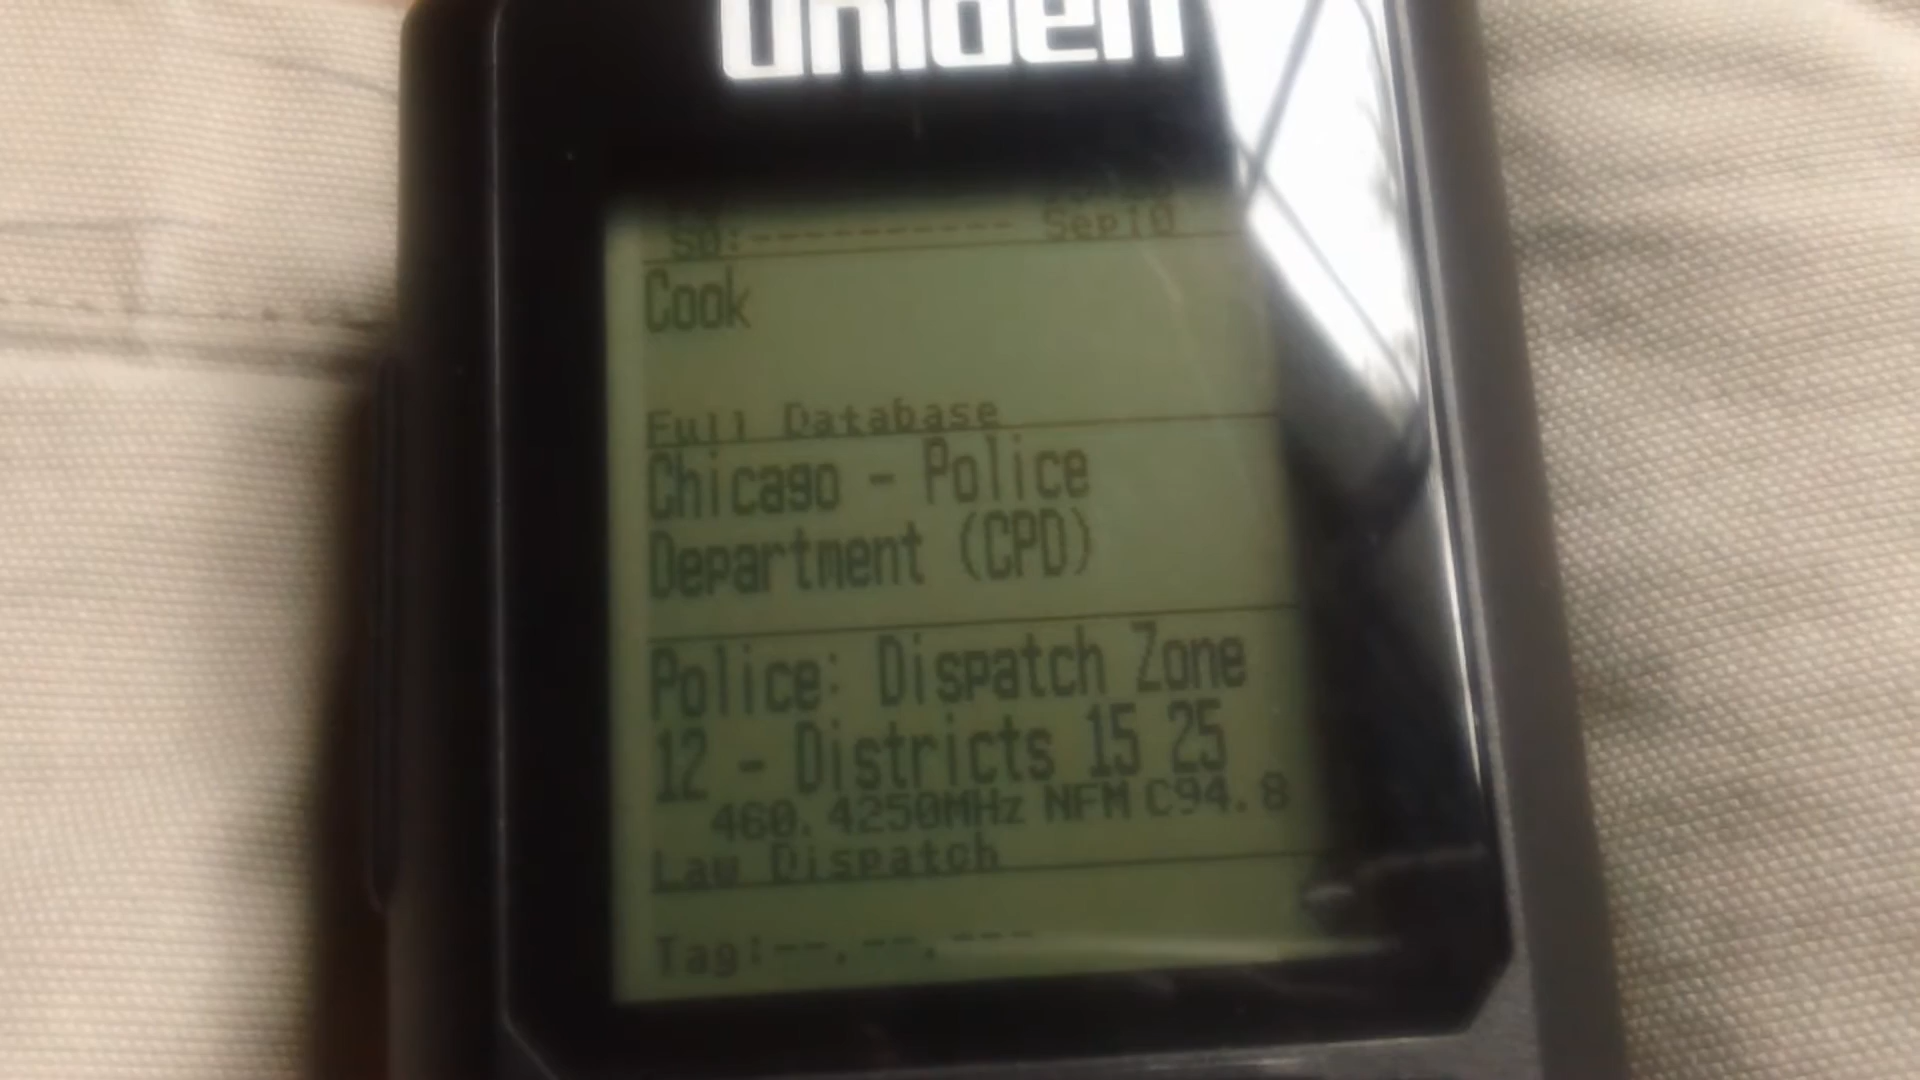 Uniden
S0:----------- Sep10
Cook
Full Database
Chicago - Police
Department (CPD)
Police: Dispatch Zone
12 - Districts 15 25
460.4250MHz NFM C94.8
Law Dispatch
Tag:--.--.---